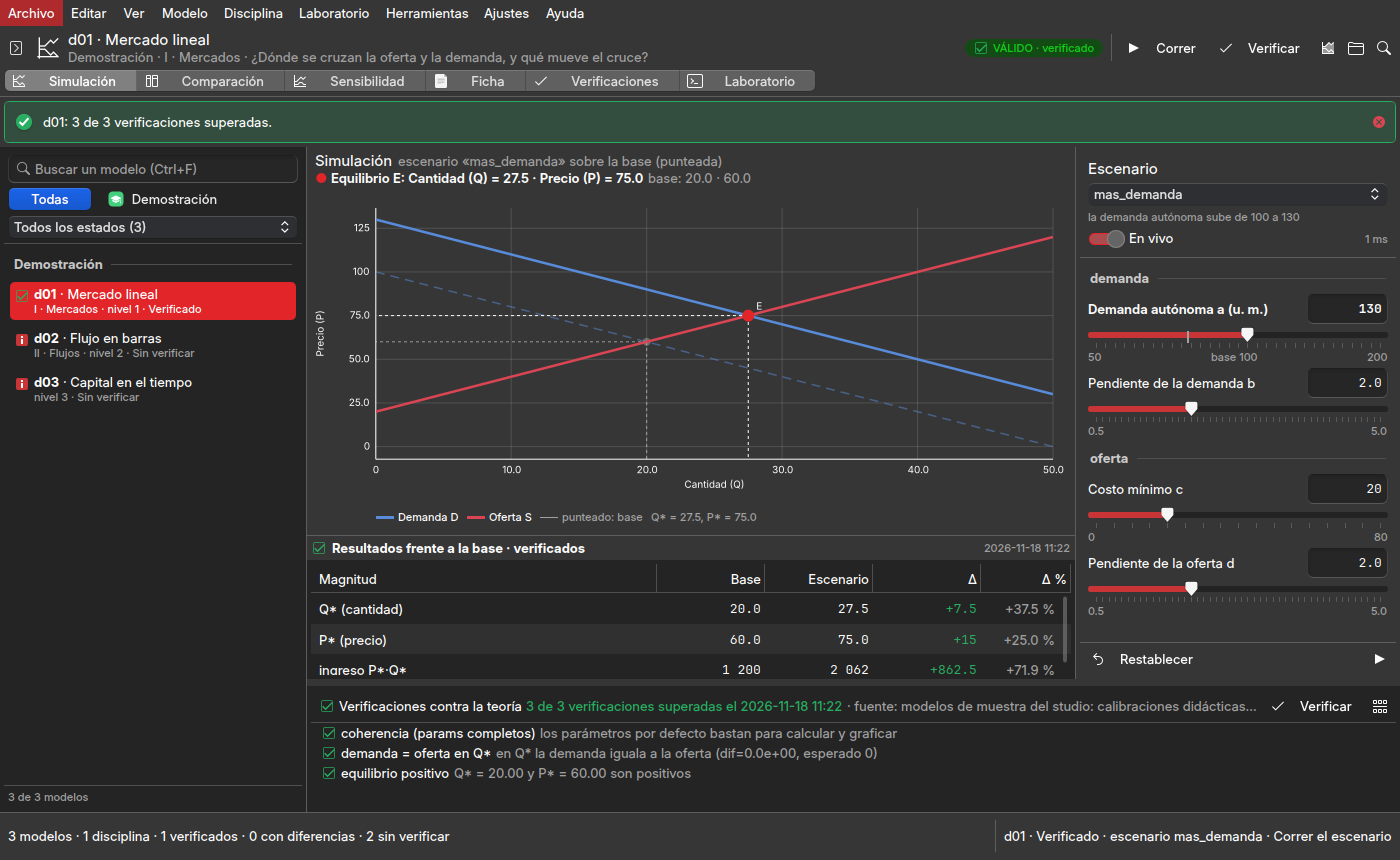 Archivo Editar Ver Modelo Disciplina Laboratorio Herramientas Ajustes Ayuda
d01 · Mercado lineal
Demostración · I · Mercados · ¿Dónde se cruzan la oferta y la demanda, y qué mueve el cruce?
VÁLIDO · verificado
Correr
Verificar
Simulación Comparación Sensibilidad Ficha Verificaciones Laboratorio
d01: 3 de 3 verificaciones superadas.
Buscar un modelo (Ctrl+F)
Todas Demostración
Todos los estados (3)
Demostración
d01 · Mercado lineal
I · Mercados · nivel 1 · Verificado
d02 · Flujo en barras
II · Flujos · nivel 2 · Sin verificar
d03 · Capital en el tiempo
nivel 3 · Sin verificar
3 de 3 modelos
Simulación escenario «mas_demanda» sobre la base (punteada)
Equilibrio E: Cantidad (Q) = 27.5 · Precio (P) = 75.0 base: 20.0 · 60.0
Precio (P)
125
100
75.0
50.0
25.0
0
E
0 10.0 20.0 30.0 40.0 50.0
Cantidad (Q)
Demanda D Oferta S punteado: base Q* = 27.5, P* = 75.0
Resultados frente a la base · verificados 2026-11-18 11:22
Magnitud Base Escenario Δ Δ %
Q* (cantidad) 20.0 27.5 +7.5 +37.5 %
P* (precio) 60.0 75.0 +15 +25.0 %
ingreso P*·Q* 1 200 2 062 +862.5 +71.9 %
Escenario
mas_demanda
la demanda autónoma sube de 100 a 130
En vivo 1 ms
demanda
Demanda autónoma a (u. m.) 130
50 base 100 200
Pendiente de la demanda b 2.0
0.5 5.0
oferta
Costo mínimo c 20
0 80
Pendiente de la oferta d 2.0
0.5 5.0
Restablecer
Verificaciones contra la teoría 3 de 3 verificaciones superadas el 2026-11-18 11:22 · fuente: modelos de muestra del studio: calibraciones didácticas... Verificar
coherencia (params completos) los parámetros por defecto bastan para calcular y graficar
demanda = oferta en Q* en Q* la demanda iguala a la oferta (dif=0.0e+00, esperado 0)
equilibrio positivo Q* = 20.00 y P* = 60.00 son positivos
3 modelos · 1 disciplina · 1 verificados · 0 con diferencias · 2 sin verificar
d01 · Verificado · escenario mas_demanda · Correr el escenario